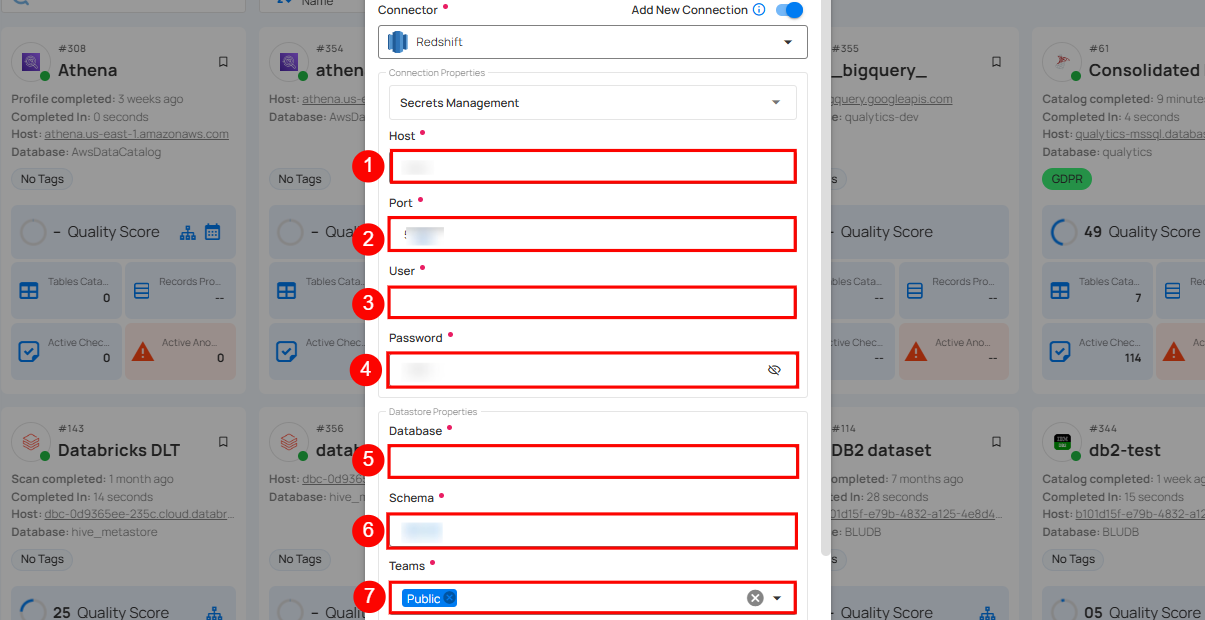 Name
Connector
Add New Connection
Redshift
Connection Properties
Secrets Management
Host
1
Port
2
User
3
Password
4
Datastore Properties
Database
5
Schema
6
Teams
7
Public
#308
Athena
Profile completed: 3 weeks ago
Completed In: 0 seconds
Host: athena.us-east-1.amazonaws.com
Database: AwsDataCatalog
No Tags
– Quality Score
Tables Cata...
0
Records Pro...
--
Active Chec...
0
Active Ano...
0
#354
athen
Host: athena.us-e
Database: AwsDa
No Tags
– Qua
Tables Cata
Active Chec
#355
_bigquery_
gquery.googleapis.com
e: qualytics-dev
s
– Quality Score
bles Cata...
--
Records Pro...
--
ctive Chec...
--
Active Ano...
--
#61
Consolidated
Catalog completed: 9 minutes
Completed In: 4 seconds
Host: qualytics-mssql.databas
Database: qualytics
GDPR
49 Quality Score
Tables Cata...
7
Rec
Active Chec...
114
Ac
#143
Databricks DLT
Scan completed: 1 month ago
Completed In: 14 seconds
Host: dbc-0d9365ee-235c.cloud.databr...
Database: hive_metastore
No Tags
25 Quality Score
#356
datab
Host: dbc-0d9365
Database: hive_m
No Tags
– Qua
#114
DB2 dataset
pleted: 7 months ago
ed In: 28 seconds
01d15f-e79b-4832-a125-4e8d4...
e: BLUDB
s
– Quality Score
#344
db2-test
Catalog completed: 1 week ag
Completed In: 15 seconds
Host: b101d15f-e79b-4832-a12
Database: BLUDB
No Tags
05 Quality Score